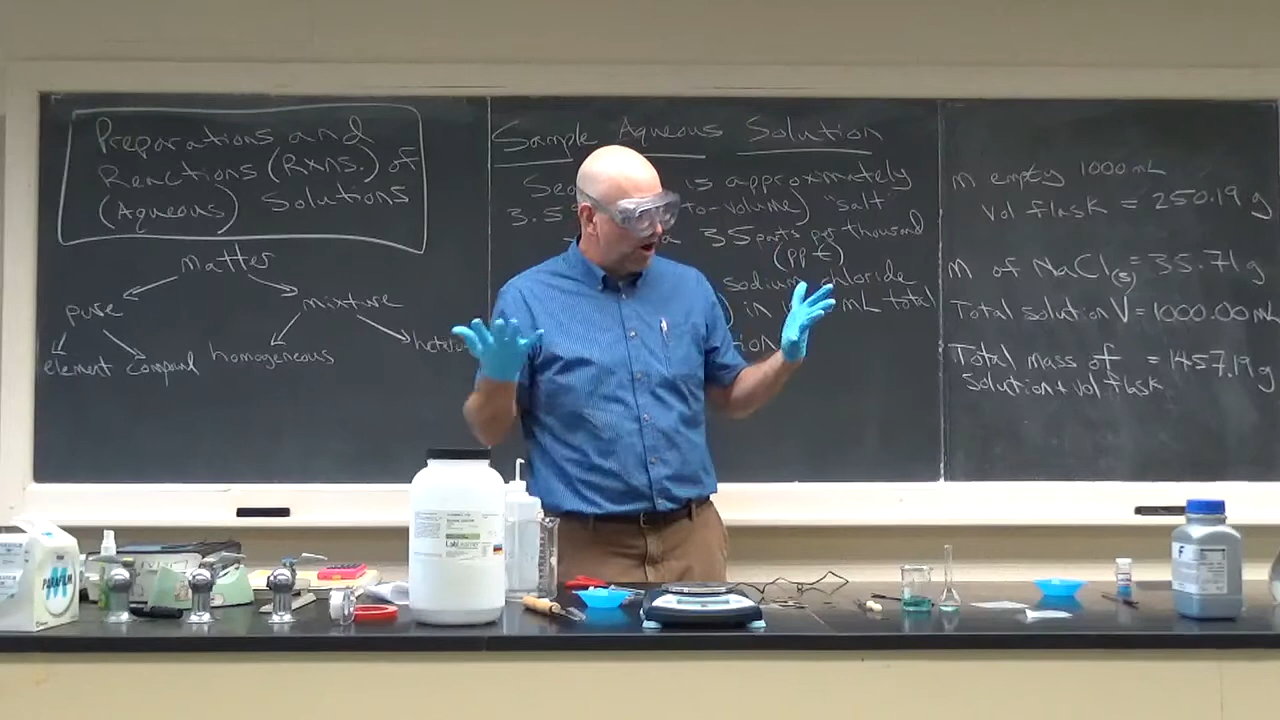 Preparations and
Reactions (Rxns.) of
(Aqueous) Solutions
matter
pure
mixture
element
compound
homogeneous
Sample Aqueous Solution
is approximately
3.5 to-volume) "salt"
35 parts per thousand
(ppt)
sodium chloride
in mL total
m empty 1000 mL
vol flask = 250.19 g
m of NaCl(s) = 35.71 g
Total solution V = 1000.00 mL
Total mass of = 1457.19 g
solution + vol flask
PARAFILM
M